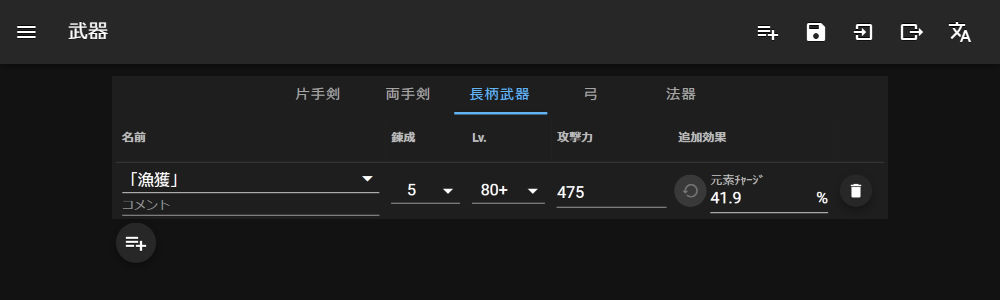 武器
片手剣 両手剣 長柄武器 弓 法器
名前 錬成 Lv. 攻撃力 追加効果
「漁獲」 5 80+ 475 元素ﾁｬｰｼﾞ 41.9 %
コメント